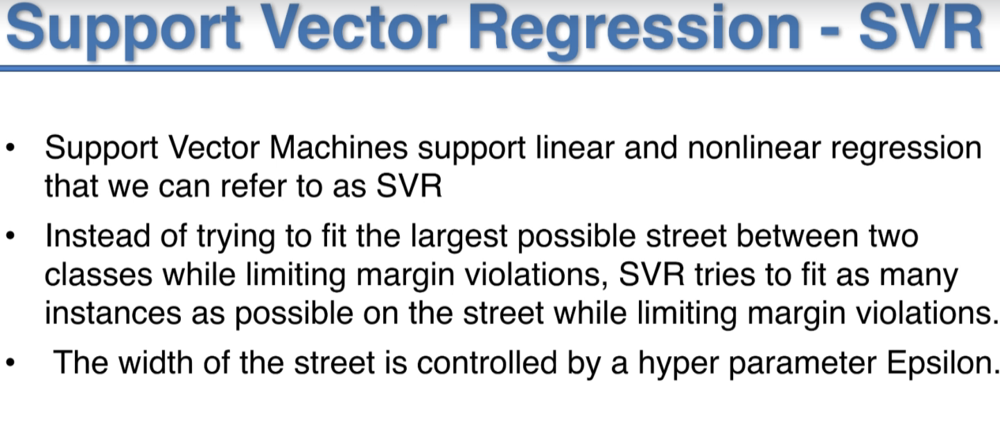 Support Vector Regression - SVR
• Support Vector Machines support linear and nonlinear regression
that we can refer to as SVR
• Instead of trying to fit the largest possible street between two
classes while limiting margin violations, SVR tries to fit as many
instances as possible on the street while limiting margin violations.
• The width of the street is controlled by a hyper parameter Epsilon.